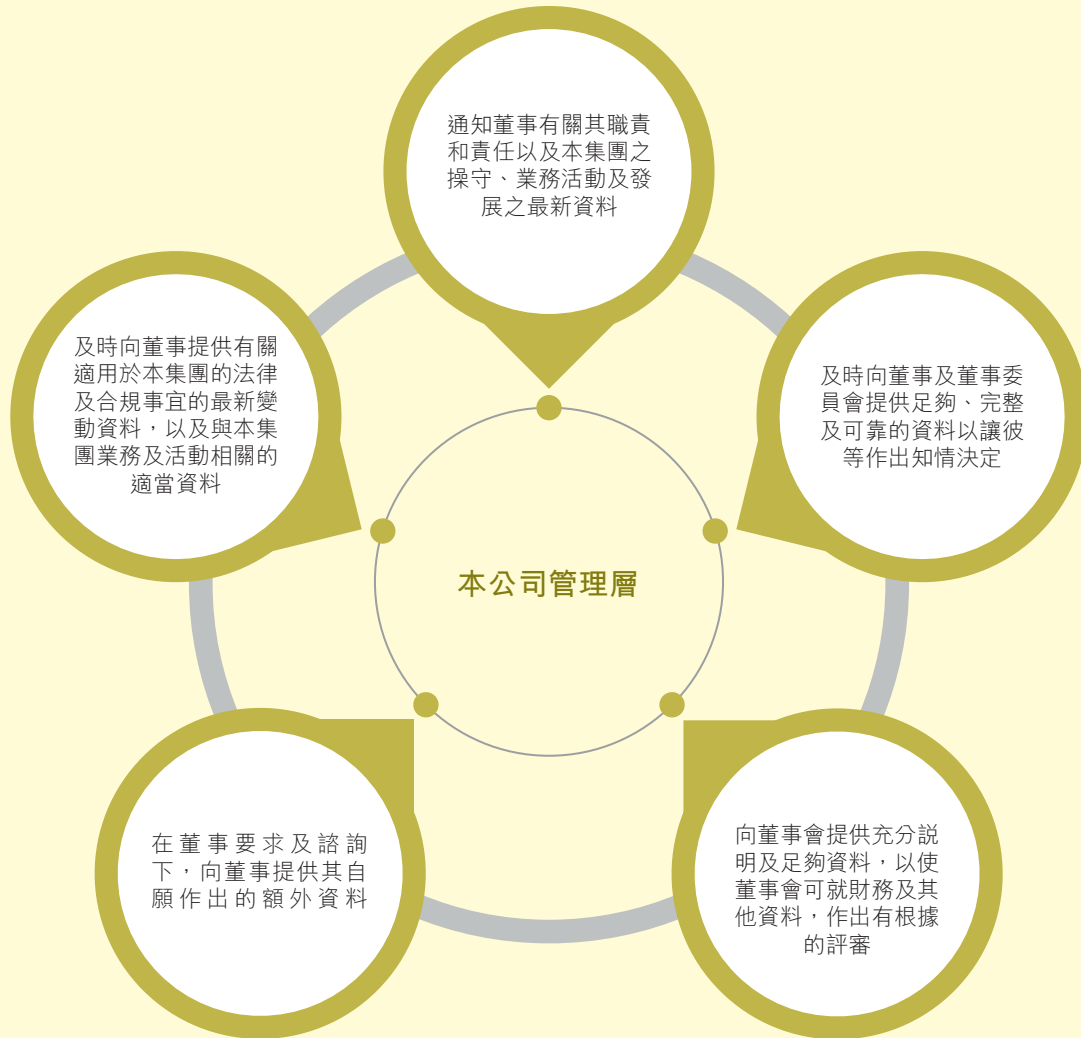 通知董事有關其職責
和責任以及本集團之
操守、業務活動及發
展之最新資料
及時向董事提供有關
適用於本集團的法律
及合規事宜的最新變
動資料，以及與本集
團業務及活動相關的
適當資料
及時向董事及董事委
員會提供足夠、完整
及可靠的資料以讓彼
等作出知情決定
本公司管理層
在董事要求及諮詢
下，向董事提供其自
願作出的額外資料
向董事會提供充分説
明及足夠資料，以使
董事會可就財務及其
他資料，作出有根據
的評審